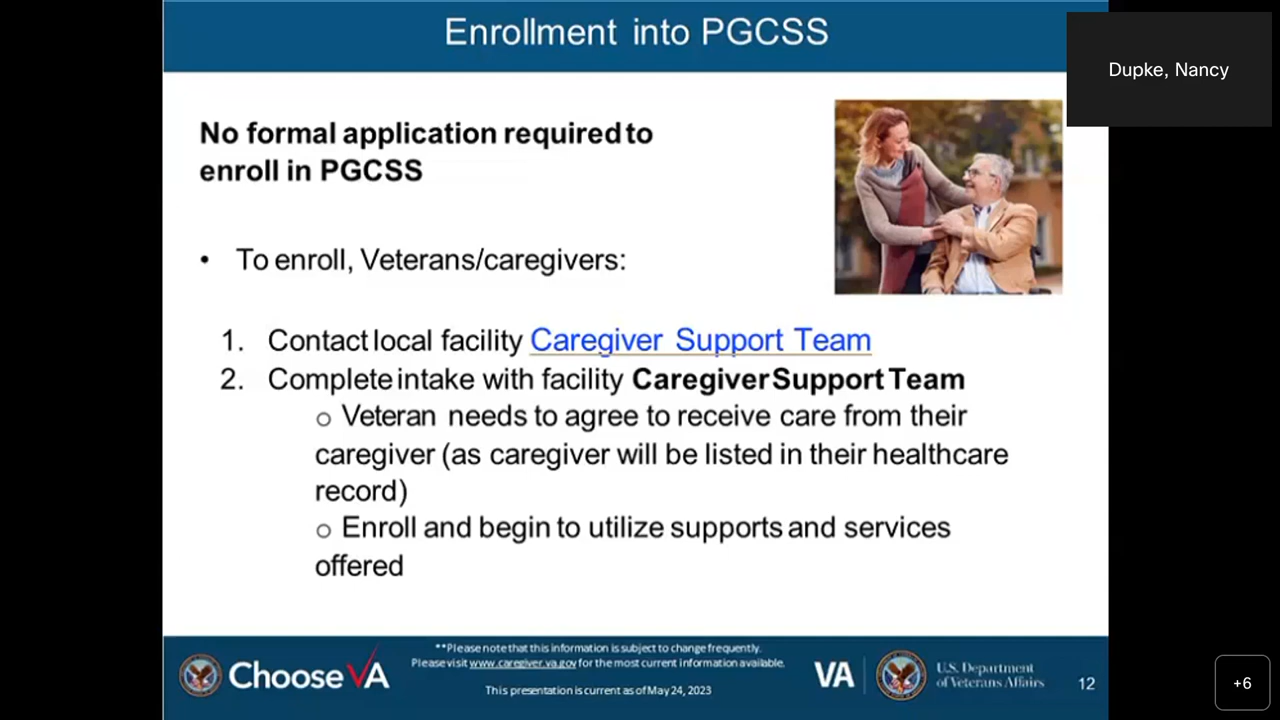 Enrollment into PGCSS
Dupke, Nancy
No formal application required to
enroll in PGCSS
• To enroll, Veterans/caregivers:
1. Contact local facility Caregiver Support Team
2. Complete intake with facility Caregiver Support Team
o Veteran needs to agree to receive care from their
caregiver (as caregiver will be listed in their healthcare
record)
o Enroll and begin to utilize supports and services
offered
**Please note that this information is subject to change frequently.
Please visit www.caregiver.va.gov for the most current information available.
This presentation is current as of May 24, 2023
Choose VA
VA
U.S. Department
of Veterans Affairs
12
+6